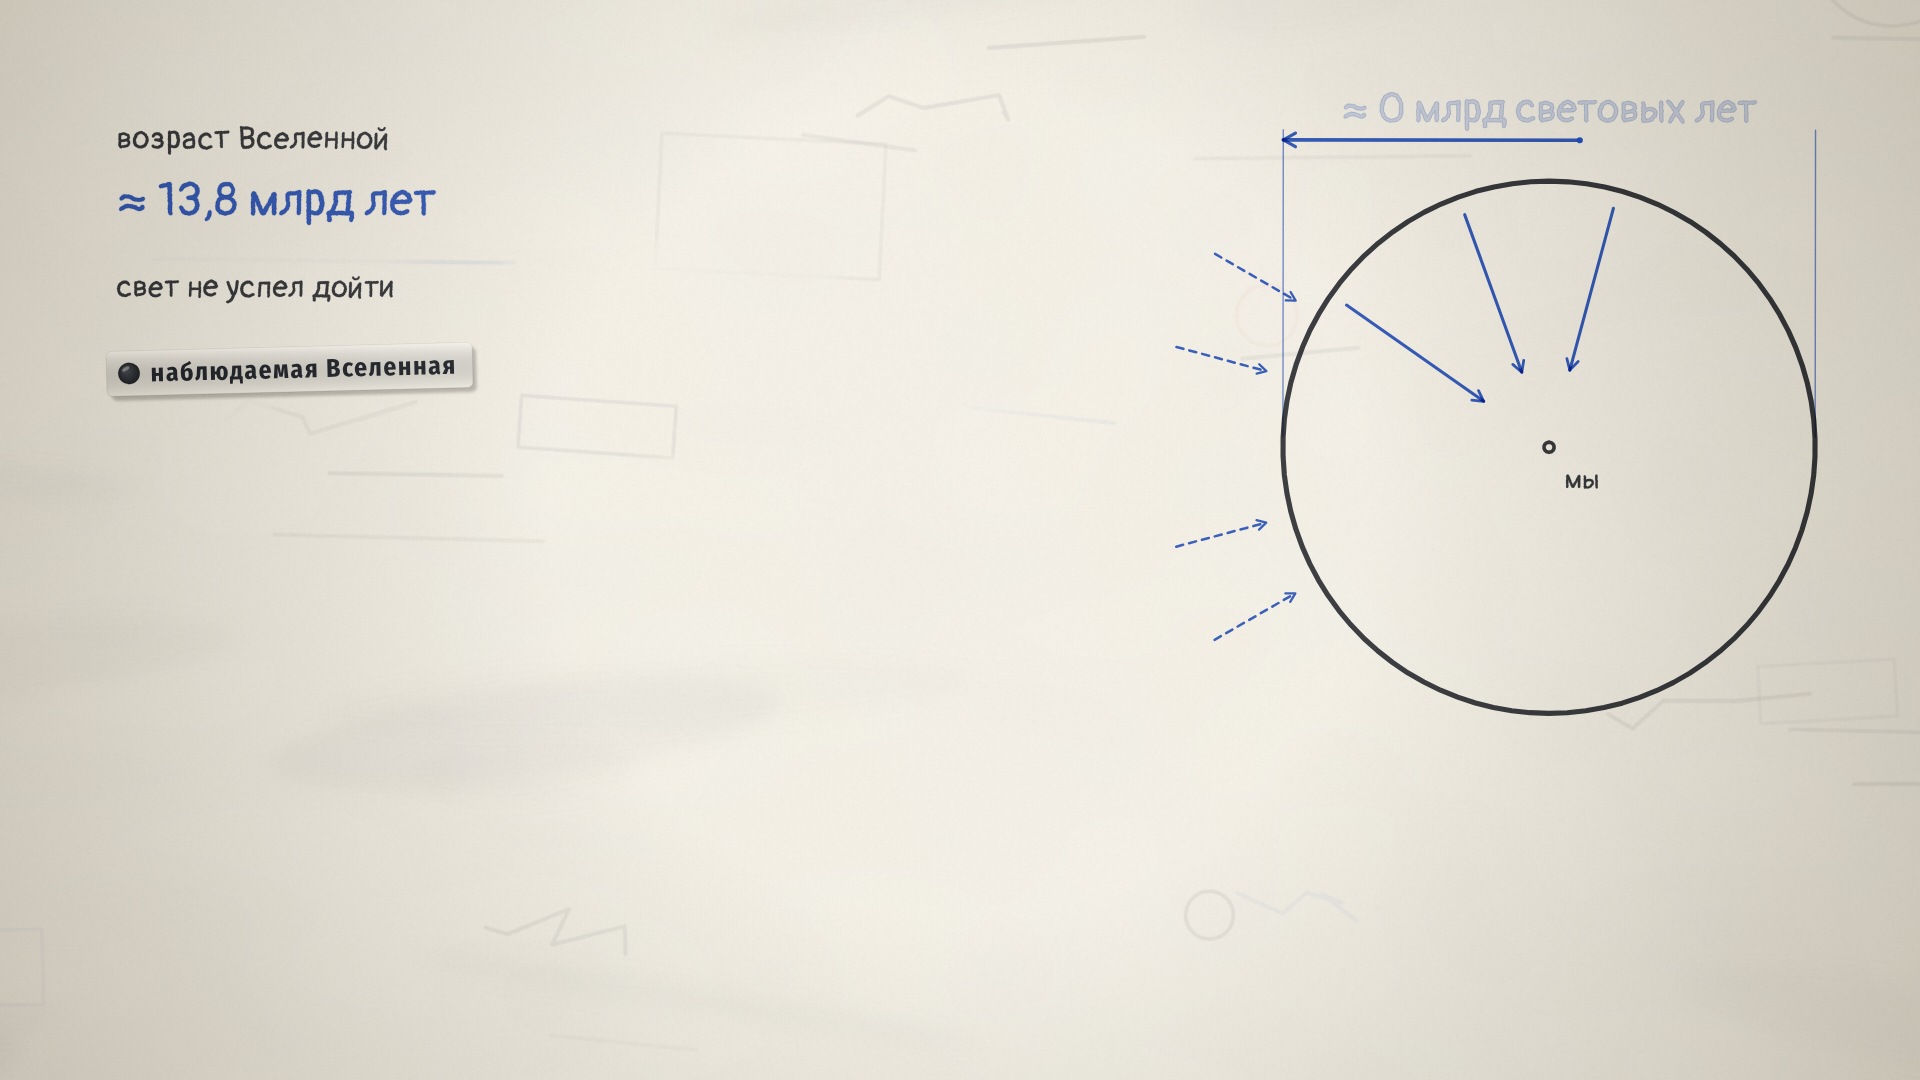 возраст Вселенной
≈ 13,8 млрд лет
свет не успел дойти
наблюдаемая Вселенная
≈ 0 млрд световых лет
мы